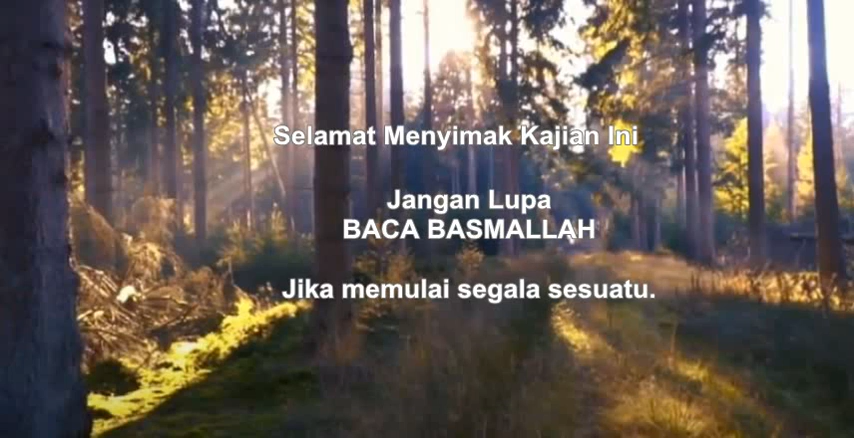 Selamat Menyimak Kajian Ini
Jangan Lupa
BACA BASMALLAH
Jika memulai segala sesuatu.